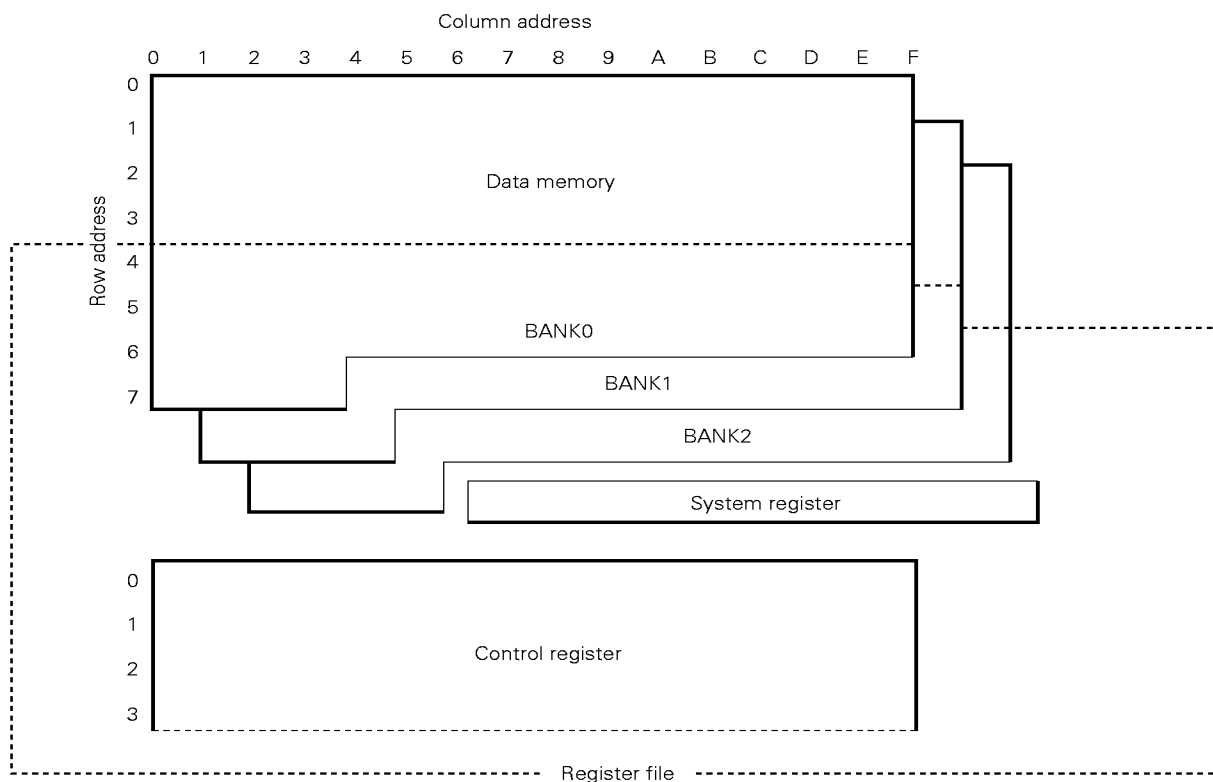 Column address
0 1 2 3 4 5 6 7 8 9 A B C D E F
0
1
2
Data memory
3
Row address
4
5
BANK0
6
BANK1
7
BANK2
System register
0
1
Control register
2
3
Register file